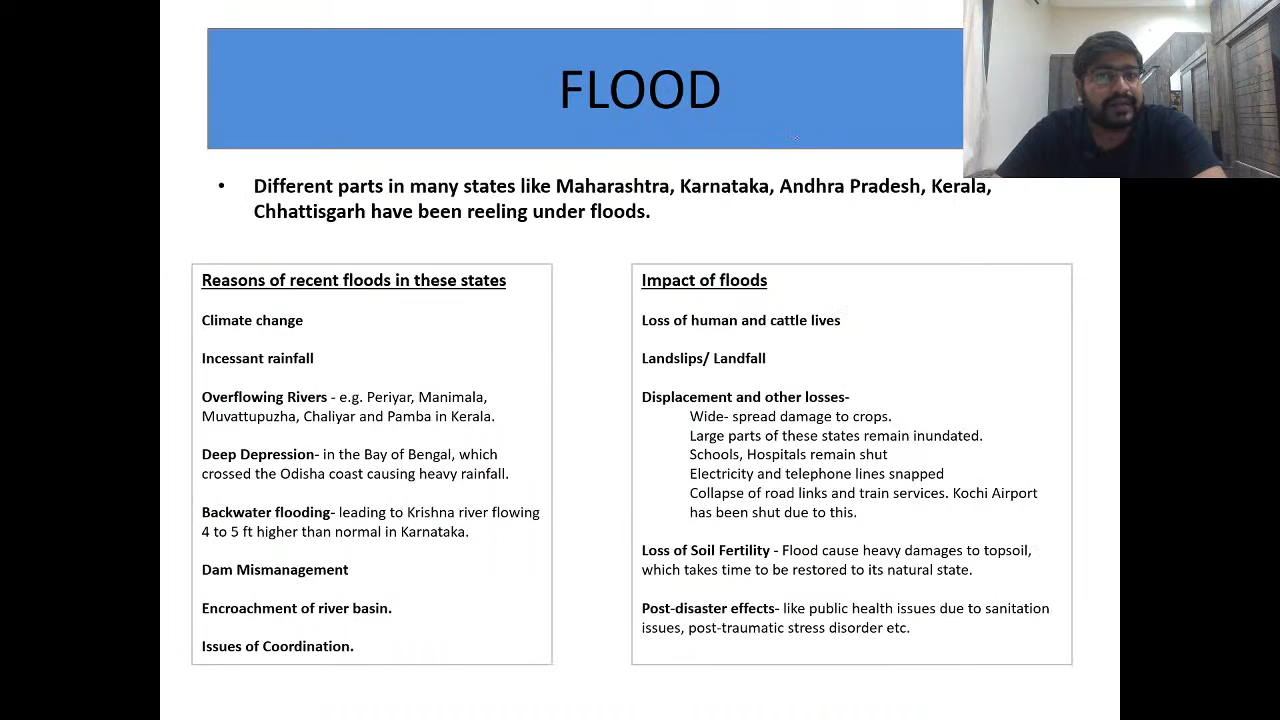 FLOOD
• Different parts in many states like Maharashtra, Karnataka, Andhra Pradesh, Kerala,
Chhattisgarh have been reeling under floods.
Reasons of recent floods in these states
Climate change
Incessant rainfall
Overflowing Rivers - e.g. Periyar, Manimala,
Muvattupuzha, Chaliyar and Pamba in Kerala.
Deep Depression- in the Bay of Bengal, which
crossed the Odisha coast causing heavy rainfall.
Backwater flooding- leading to Krishna river flowing
4 to 5 ft higher than normal in Karnataka.
Dam Mismanagement
Encroachment of river basin.
Issues of Coordination.
Impact of floods
Loss of human and cattle lives
Landslips/ Landfall
Displacement and other losses-
Wide- spread damage to crops.
Large parts of these states remain inundated.
Schools, Hospitals remain shut
Electricity and telephone lines snapped
Collapse of road links and train services. Kochi Airport
has been shut due to this.
Loss of Soil Fertility - Flood cause heavy damages to topsoil,
which takes time to be restored to its natural state.
Post-disaster effects- like public health issues due to sanitation
issues, post-traumatic stress disorder etc.